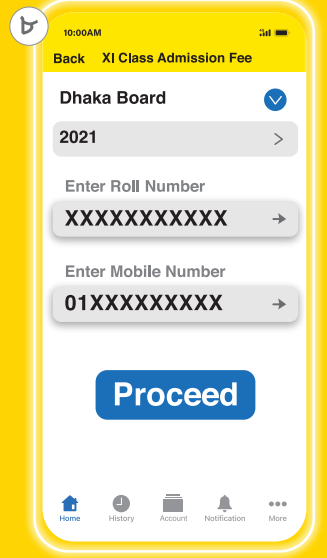 10:00AM
Back XI Class Admission Fee
Dhaka Board
2021
Enter Roll Number
XXXXXXXXXXX
Enter Mobile Number
01XXXXXXXXX
Proceed
Home History Account Notification More